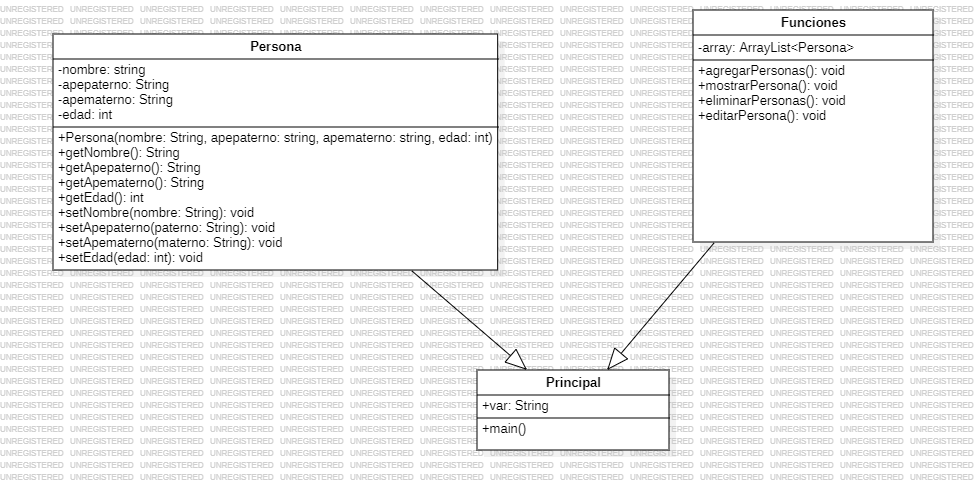 Persona
-nombre: string
-apepaterno: String
-apematerno: String
-edad: int
+Persona(nombre: String, apepaterno: string, apematerno: string, edad: int)
+getNombre(): String
+getApepaterno(): String
+getApematerno(): String
+getEdad(): int
+setNombre(nombre: String): void
+setApepaterno(paterno: String): void
+setApematerno(materno: String): void
+setEdad(edad: int): void
Funciones
-array: ArrayList<Persona>
+agregarPersonas(): void
+mostrarPersona(): void
+eliminarPersonas(): void
+editarPersona(): void
Principal
+var: String
+main()
UNREGISTERED